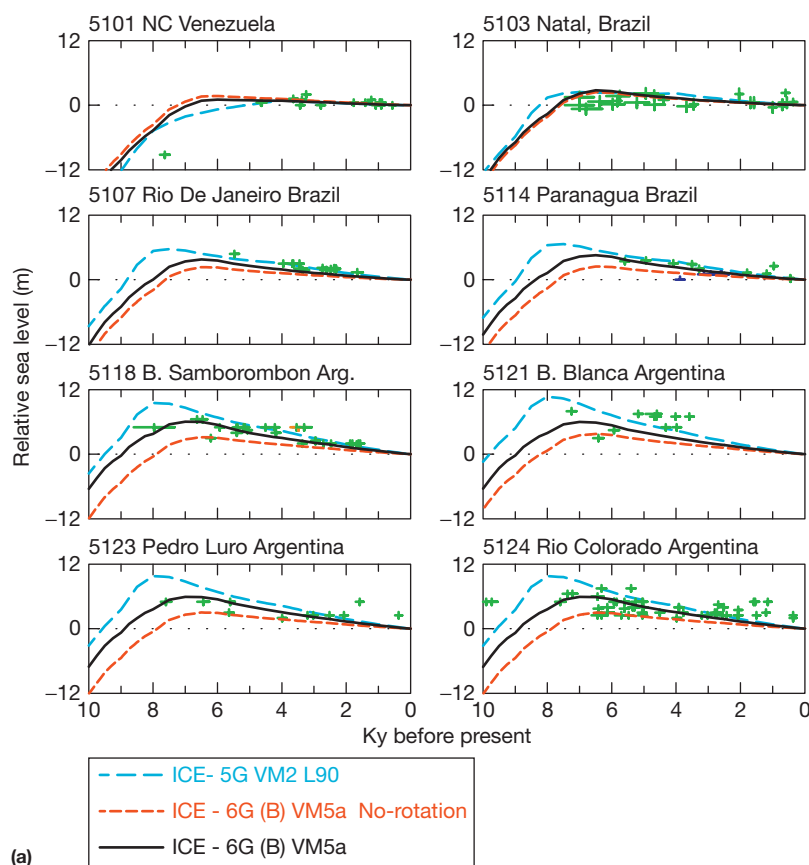 5101 NC Venezuela
12
0
−12
5103 Natal, Brazil
12
0
−12
5107 Rio De Janeiro Brazil
12
0
−12
5114 Paranagua Brazil
12
0
−12
5118 B. Samborombon Arg.
12
0
−12
5121 B. Blanca Argentina
12
0
−12
5123 Pedro Luro Argentina
12
0
−12
5124 Rio Colorado Argentina
12
0
−12
Relative sea level (m)
10 8 6 4 2 0
10 8 6 4 2 0
Ky before present
ICE- 5G VM2 L90
ICE - 6G (B) VM5a No-rotation
ICE - 6G (B) VM5a
(a)